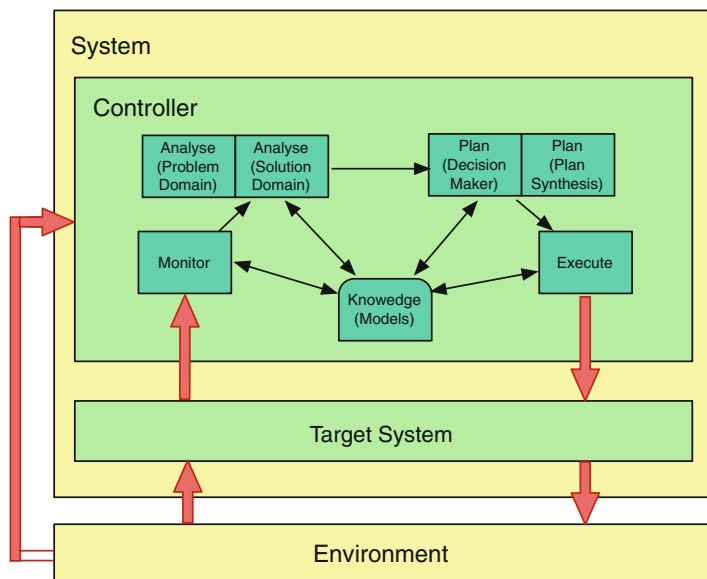 System
Controller
Analyse
(Problem
Domain)
Analyse
(Solution
Domain)
Plan
(Decision
Maker)
Plan
(Plan
Synthesis)
Monitor
Execute
Knowedge
(Models)
Target System
Environment